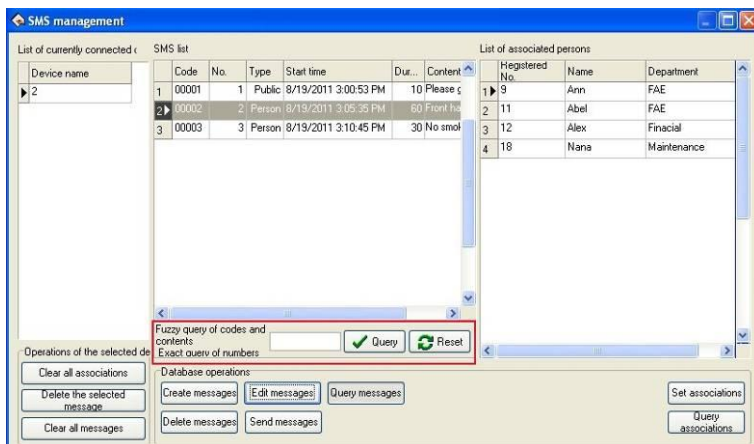 SMS management
List of currently connected (
Device name
2
SMS list
Code No. Type Start time Dur... Content
1 00001 1 Public 8/19/2011 3:00:53 PM 10 Please g
2 00002 2 Person 8/19/2011 3:05:35 PM 60 Front ha
3 00003 3 Person 8/19/2011 3:10:45 PM 30 No smol
List of associated persons
Registered
No. Name Department
1 9 Ann FAE
2 11 Abel FAE
3 12 Alex Finacial
4 18 Nana Maintenance
Fuzzy query of codes and
contents
Exact query of numbers
Query
Reset
Operations of the selected de
Clear all associations
Delete the selected
message
Clear all messages
Database operations
Create messages Edit messages Query messages
Delete messages Send messages
Set associations
Query
associations